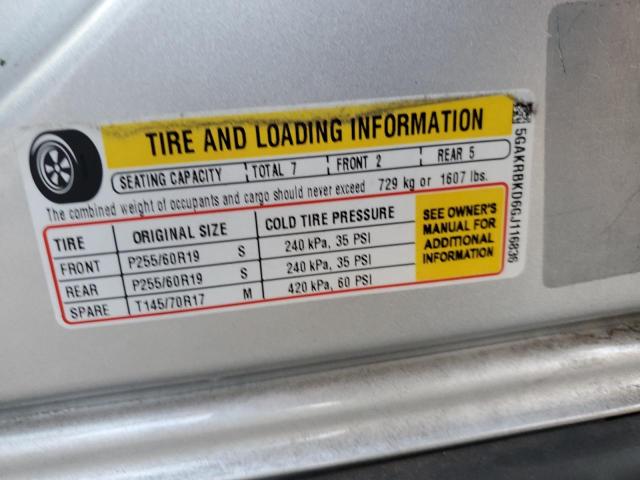 TIRE AND LOADING INFORMATION
SEATING CAPACITY TOTAL 7 FRONT 2 REAR 5
The combined weight of occupants and cargo should never exceed 729 kg or 1607 lbs.
TIRE ORIGINAL SIZE COLD TIRE PRESSURE
FRONT P255/60R19 S 240 kPa, 35 PSI
REAR P255/60R19 S 240 kPa, 35 PSI
SPARE T145/70R17 M 420 kPa, 60 PSI
SEE OWNER'S
MANUAL FOR
ADDITIONAL
INFORMATION
5GAKRBKD6GJ116836